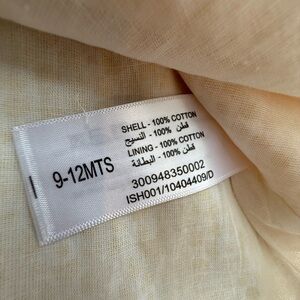 9-12MTS
SHELL - 100% COTTON
قطن 100% - النسيج
LINING - 100% COTTON
قطن 100% - البطانة
300948350002
ISH001/10404409/D